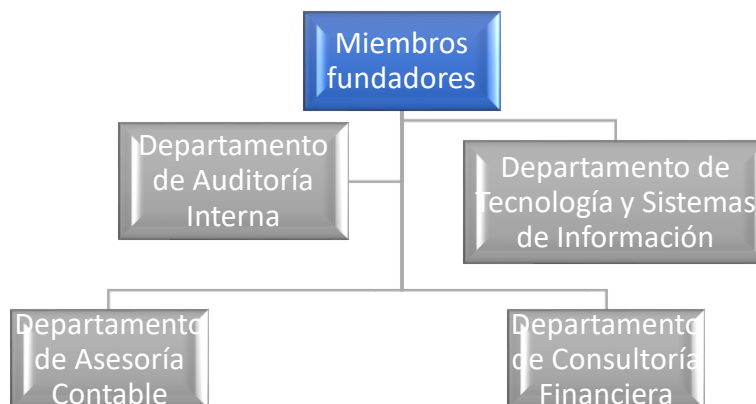 Miembros
fundadores
Departamento
de Auditoría
Interna
Departamento de
Tecnología y Sistemas
de Información
Departamento
de Asesoría
Contable
Departamento
de Consultoría
Financiera